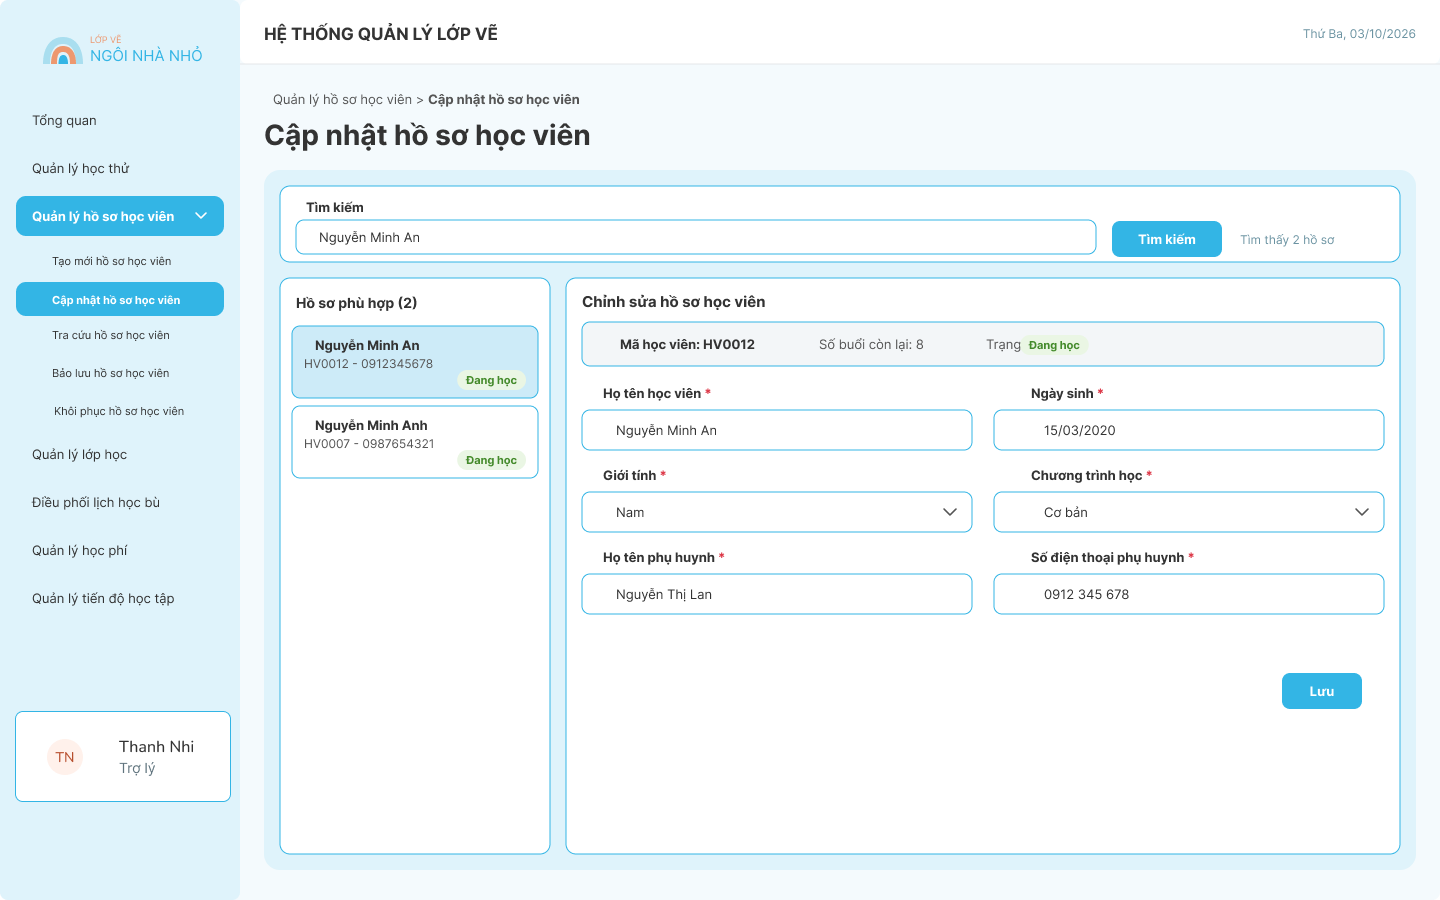 LỚP VẼ
NGÔI NHÀ NHỎ
Tổng quan
Quản lý học thử
Quản lý hồ sơ học viên
Tạo mới hồ sơ học viên
Cập nhật hồ sơ học viên
Tra cứu hồ sơ học viên
Bảo lưu hồ sơ học viên
Khôi phục hồ sơ học viên
Quản lý lớp học
Điều phối lịch học bù
Quản lý học phí
Quản lý tiến độ học tập
TN
Thanh Nhi
Trợ lý
HỆ THỐNG QUẢN LÝ LỚP VẼ
Thứ Ba, 03/10/2026
Quản lý hồ sơ học viên > Cập nhật hồ sơ học viên
Cập nhật hồ sơ học viên
Tìm kiếm
Nguyễn Minh An
Tìm kiếm
Tìm thấy 2 hồ sơ
Hồ sơ phù hợp (2)
Nguyễn Minh An
HV0012 - 0912345678
Đang học
Nguyễn Minh Anh
HV0007 - 0987654321
Đang học
Chỉnh sửa hồ sơ học viên
Mã học viên: HV0012
Số buổi còn lại: 8
Trạng Đang học
Họ tên học viên *
Ngày sinh *
Nguyễn Minh An
15/03/2020
Giới tính *
Chương trình học *
Nam
Cơ bản
Họ tên phụ huynh *
Số điện thoại phụ huynh *
Nguyễn Thị Lan
0912 345 678
Lưu